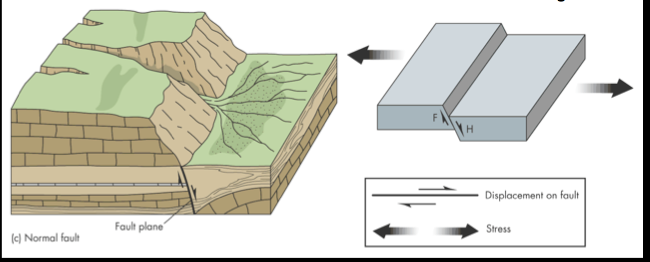 F
H
Displacement on fault
Stress
Fault plane
(c) Normal fault